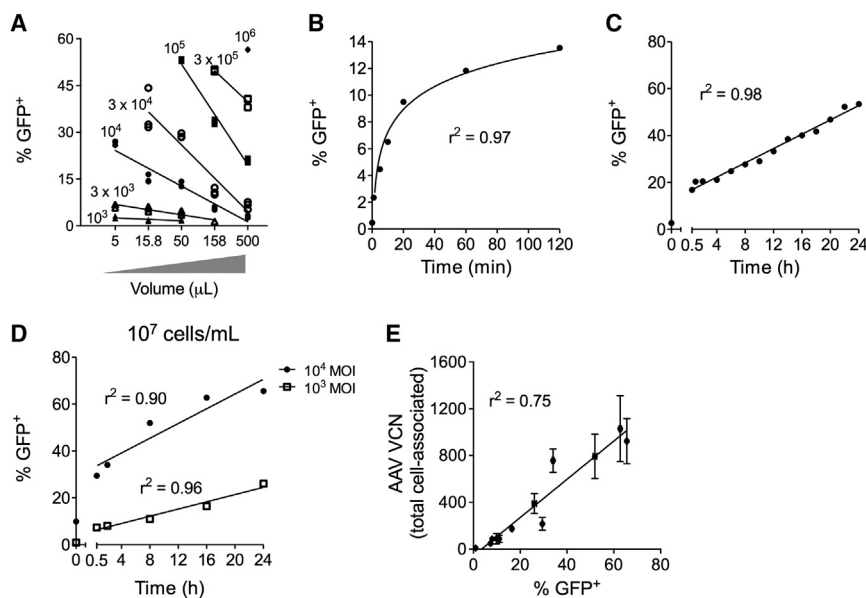 A
% GFP+
60
45
30
15
0
10^6
10^5
3 x 10^5
3 x 10^4
10^4
3 x 10^3
10^3
5 15.8 50 158 500
Volume (µL)
B
% GFP+
14
12
10
8
6
4
2
0
r² = 0.97
0 20 40 60 80 100 120
Time (min)
C
% GFP+
80
60
40
20
0
r² = 0.98
0 0.5 4 8 12 16 20 24
Time (h)
D
10^7 cells/mL
% GFP+
80
60
40
20
0
r² = 0.90
r² = 0.96
10^4 MOI
10^3 MOI
0 0.5 4 8 12 16 20 24
Time (h)
E
AAV VCN
(total cell-associated)
1600
1200
800
400
0
r² = 0.75
0 20 40 60 80
% GFP+